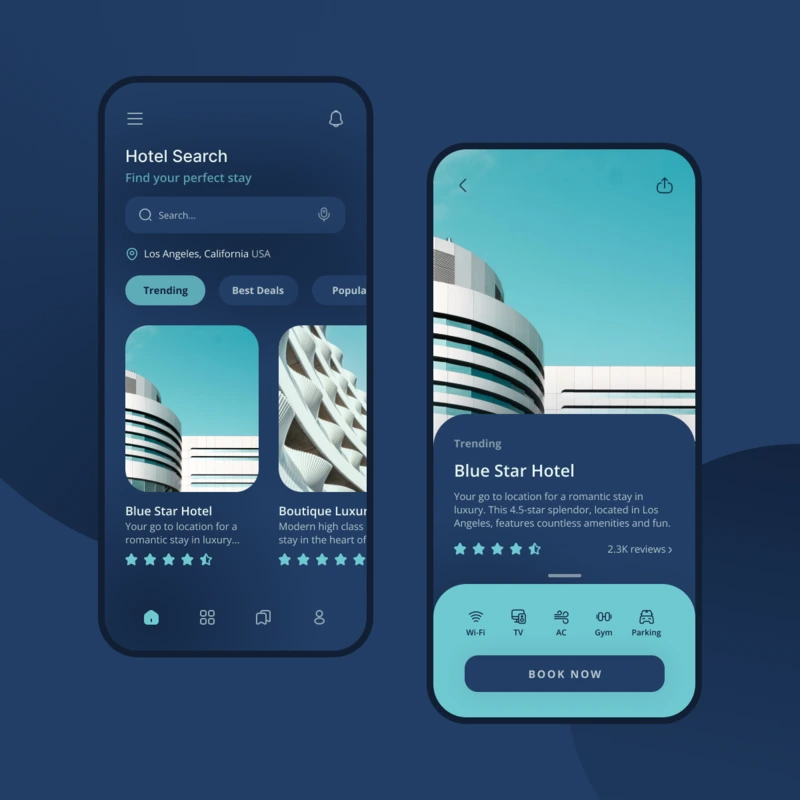 Hotel Search
Find your perfect stay
Search...
Los Angeles, California USA
Trending
Best Deals
Popula
Blue Star Hotel
Your go to location for a
romantic stay in luxury...
Boutique Luxur
Modern high class
stay in the heart of
Trending
Blue Star Hotel
Your go to location for a romantic stay in
luxury. This 4.5-star splendor, located in Los
Angeles, features countless amenities and fun.
2.3K reviews ›
Wi-Fi
TV
AC
Gym
Parking
BOOK NOW